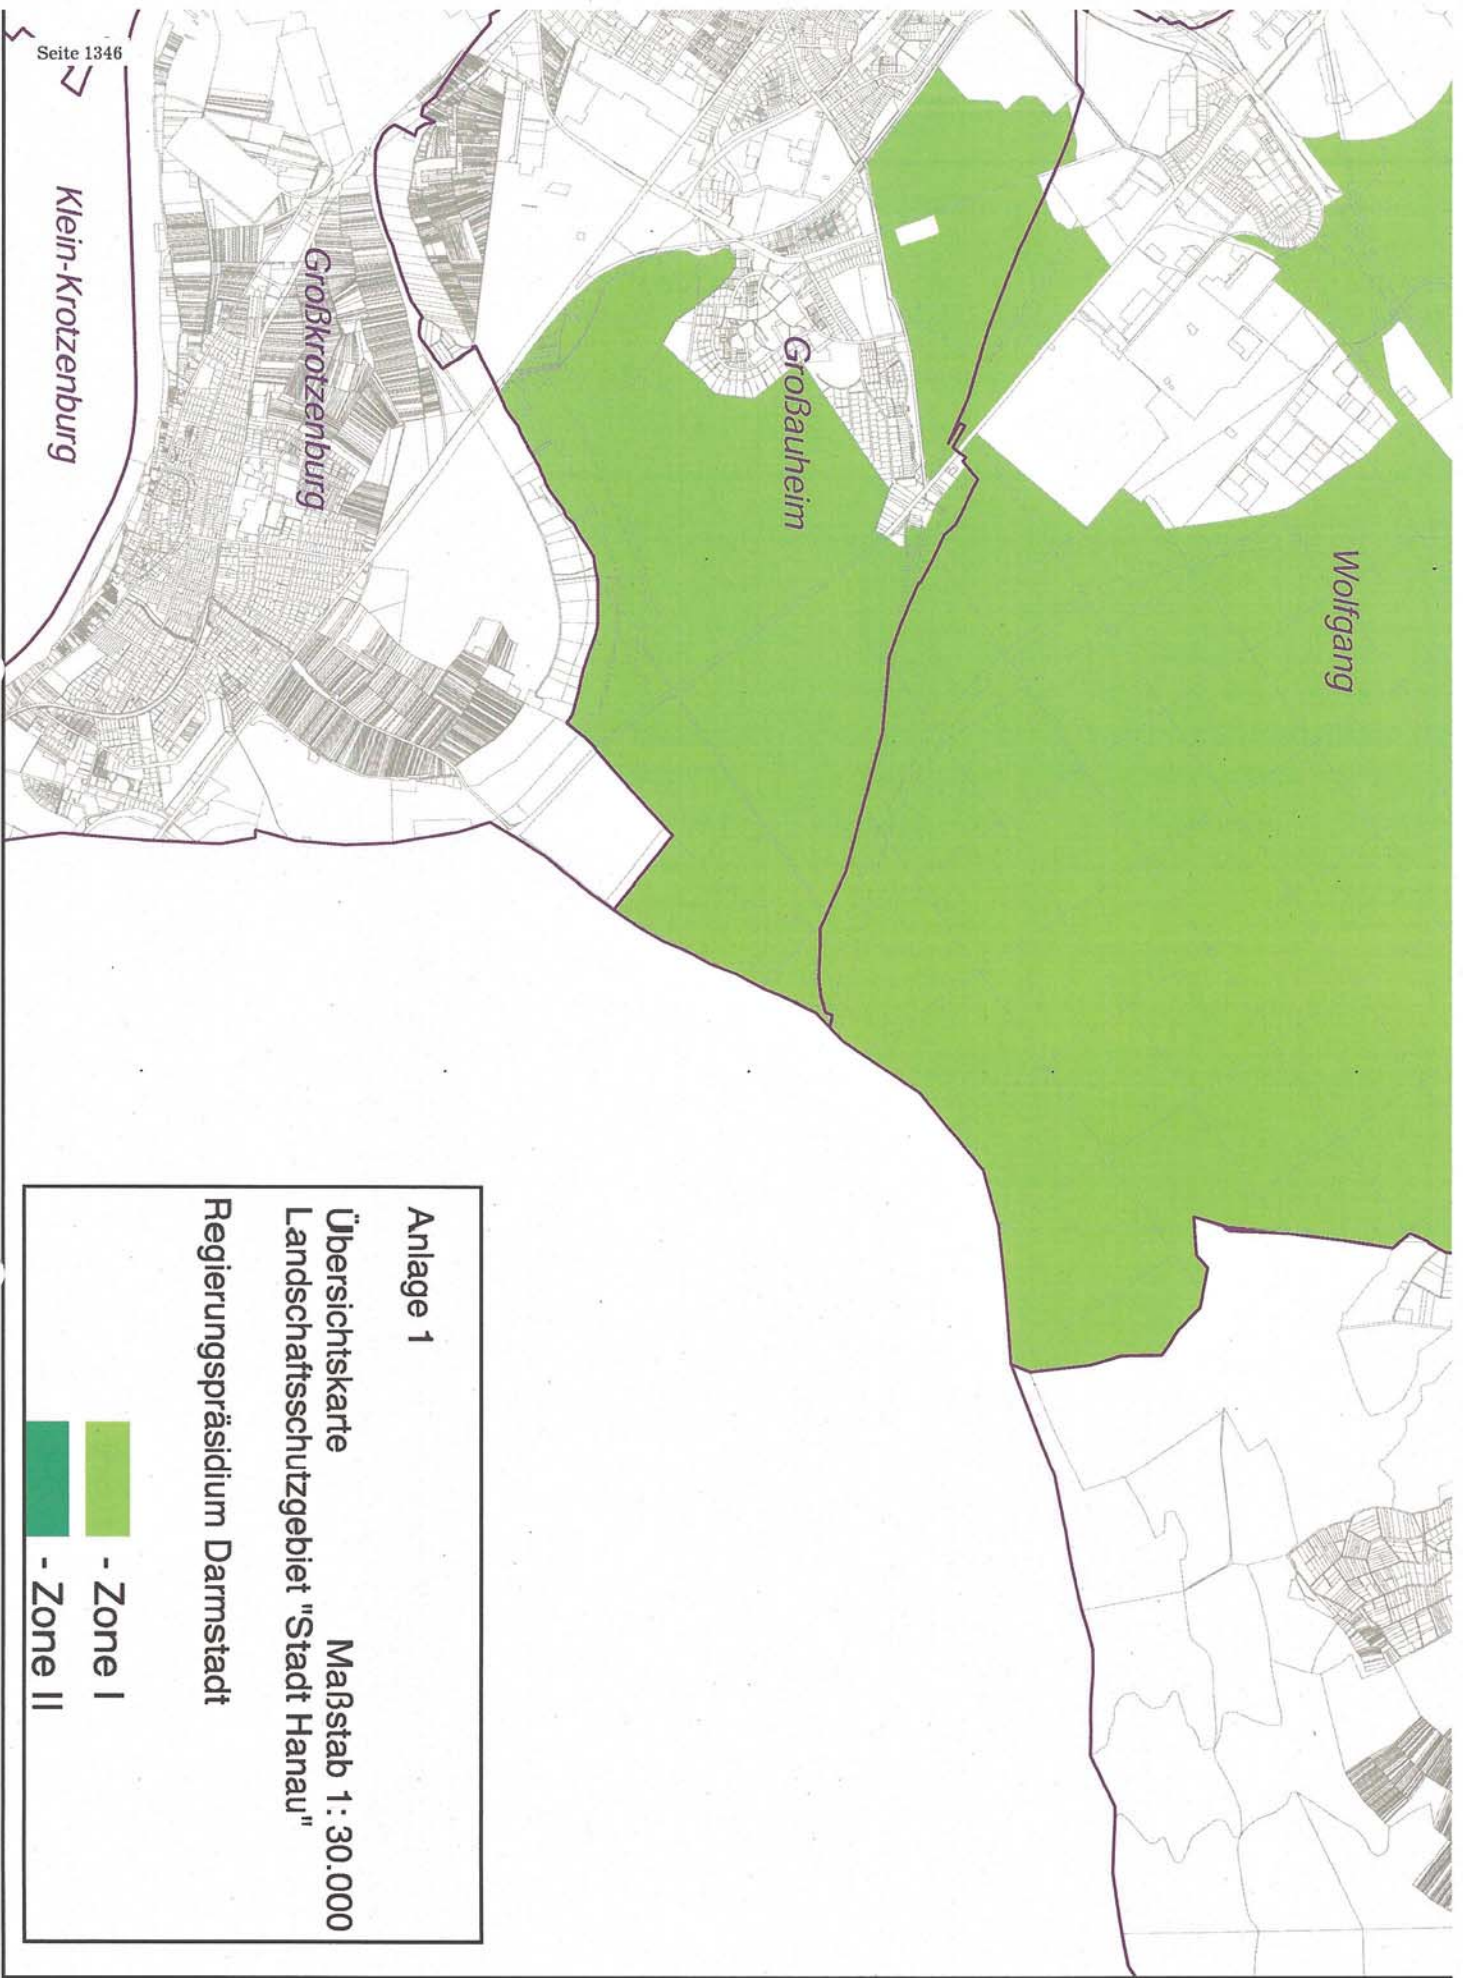 Seite 1346
Wolfgang
Großauheim
Großkrotzenburg
Klein-Krotzenburg
Anlage 1
Übersichtskarte Maßstab 1: 30.000
Landschaftsschutzgebiet "Stadt Hanau"
Regierungspräsidium Darmstadt
- Zone I
- Zone II